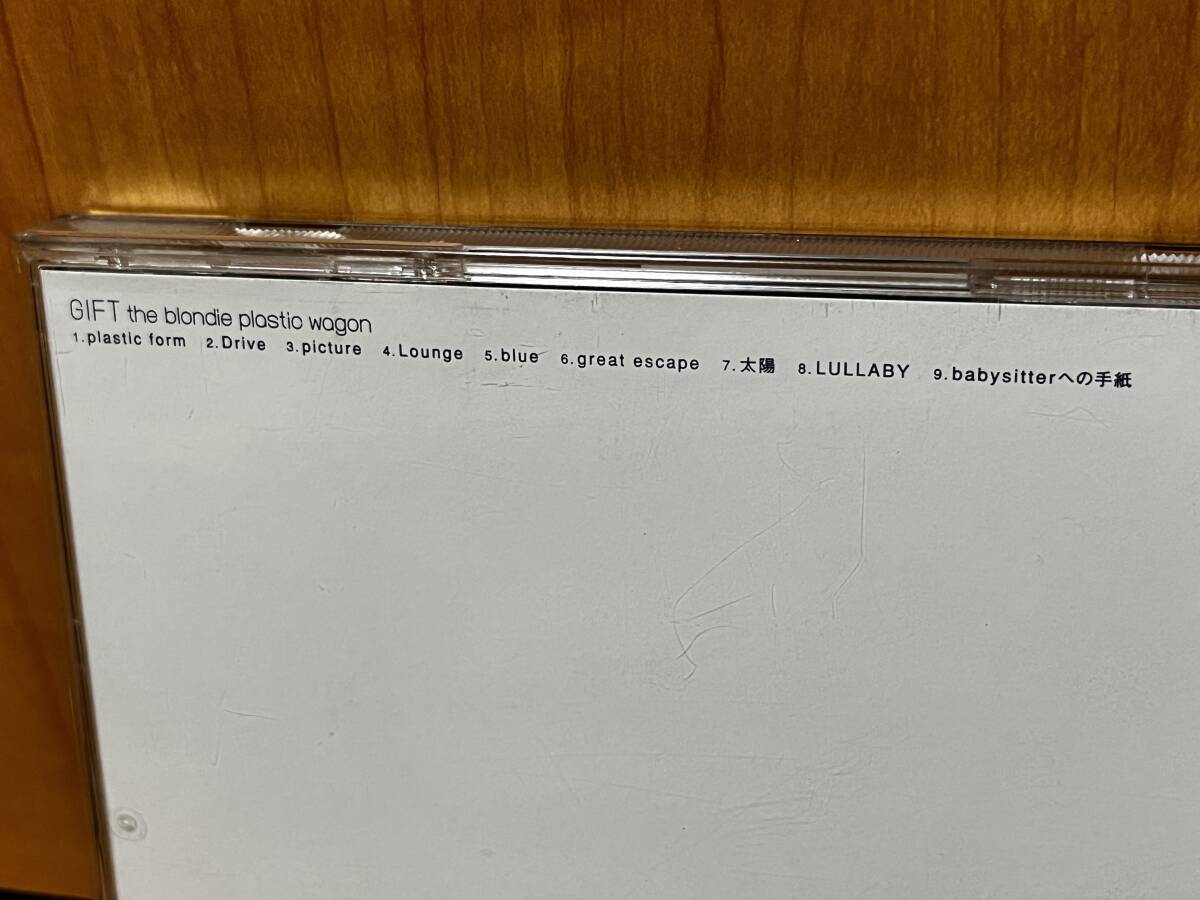 GIFT the blondie plastic wagon
1.plastic form 2.Drive 3.picture 4.Lounge 5.blue 6.great escape 7.太陽 8.LULLABY 9.babysitterへの手紙